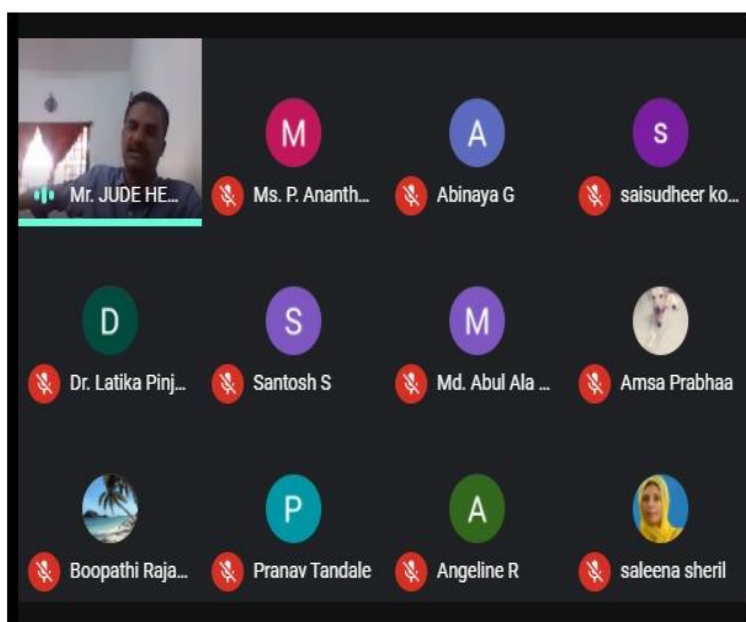 M
A
s
Mr. JUDE HE...
Ms. P. Ananth...
Abinaya G
saisudheer ko...
D
S
M
Dr. Latika Pinj...
Santosh S
Md. Abul Ala ...
Amsa Prabhaa
P
A
Boopathi Raja...
Pranav Tandale
Angeline R
saleena sheril